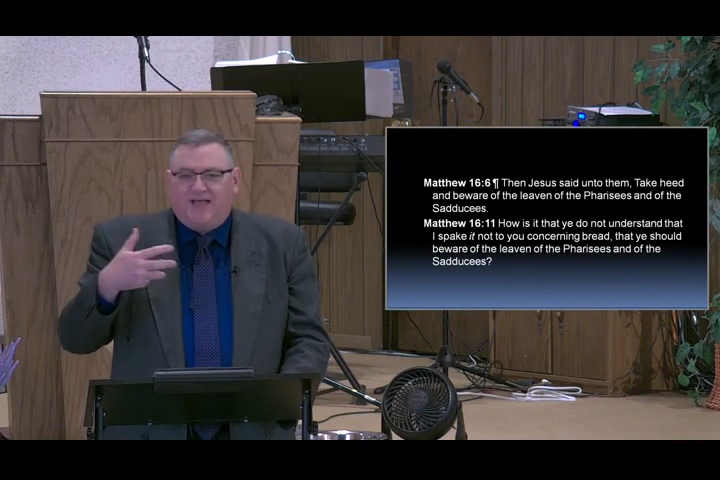 Matthew 16:6 ¶ Then Jesus said unto them, Take heed
and beware of the leaven of the Pharisees and of the
Sadducees.
Matthew 16:11 How is it that ye do not understand that
I spake it not to you concerning bread, that ye should
beware of the leaven of the Pharisees and of the
Sadducees?